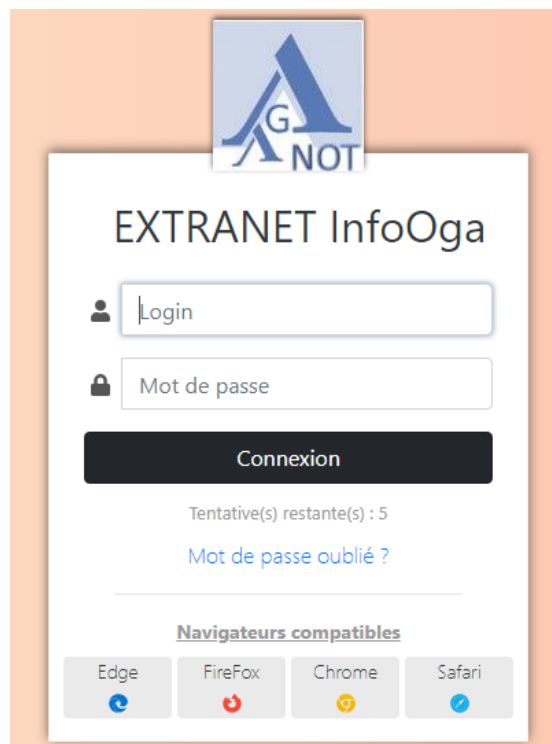 AGA
NOT
EXTRANET InfoOga
Login
Mot de passe
Connexion
Tentative(s) restante(s) : 5
Mot de passe oublié ?
Navigateurs compatibles
Edge FireFox Chrome Safari